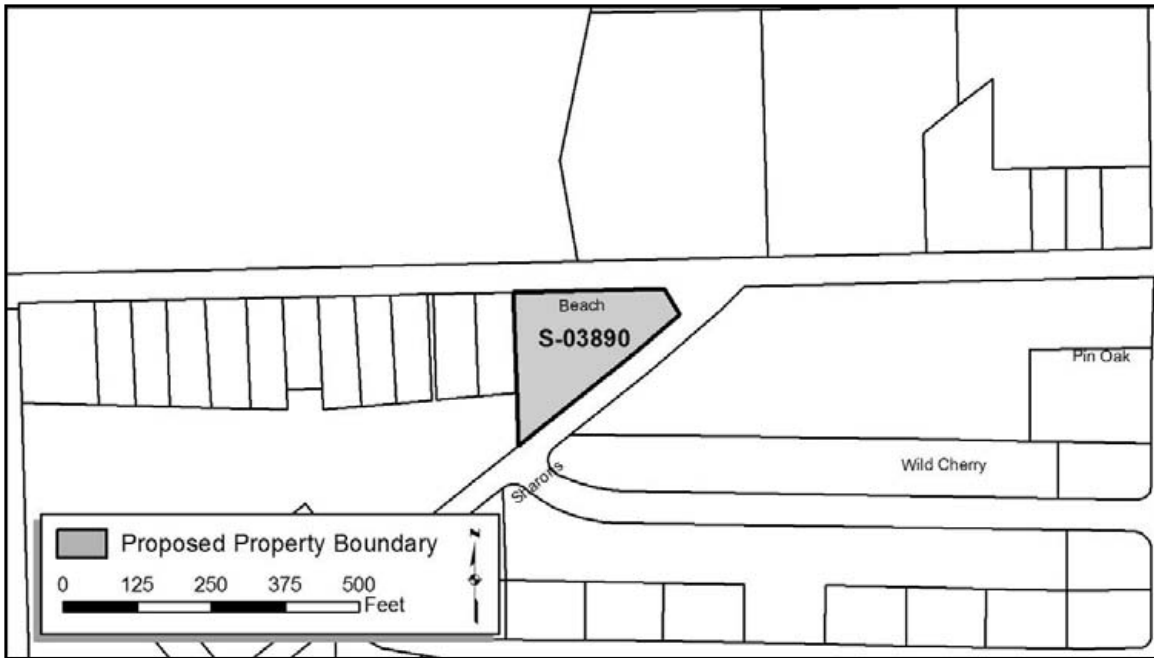 Beach
S-03890
Pin Oak
Wild Cherry
Sharons
Proposed Property Boundary
0 125 250 375 500
Feet